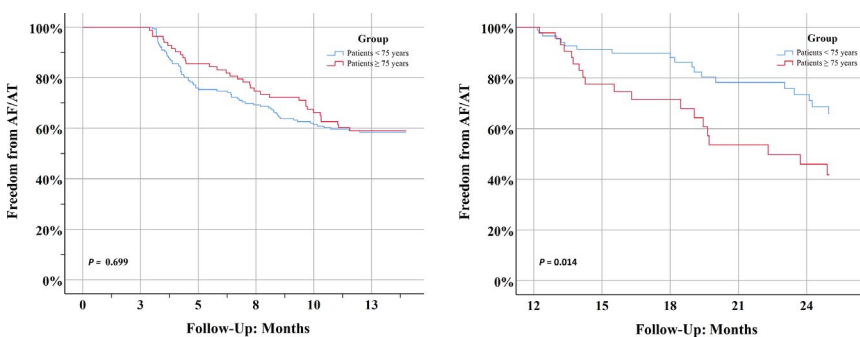 100%
80%
60%
40%
20%
0%
Freedom from AF/AT
Group
Patients < 75 years
Patients ≥ 75 years
P = 0.699
0 3 5 8 10 13
Follow-Up: Months
100%
80%
60%
40%
20%
0%
Freedom from AF/AT
Group
Patients < 75 years
Patients ≥ 75 years
P = 0.014
12 15 18 21 24
Follow-Up: Months